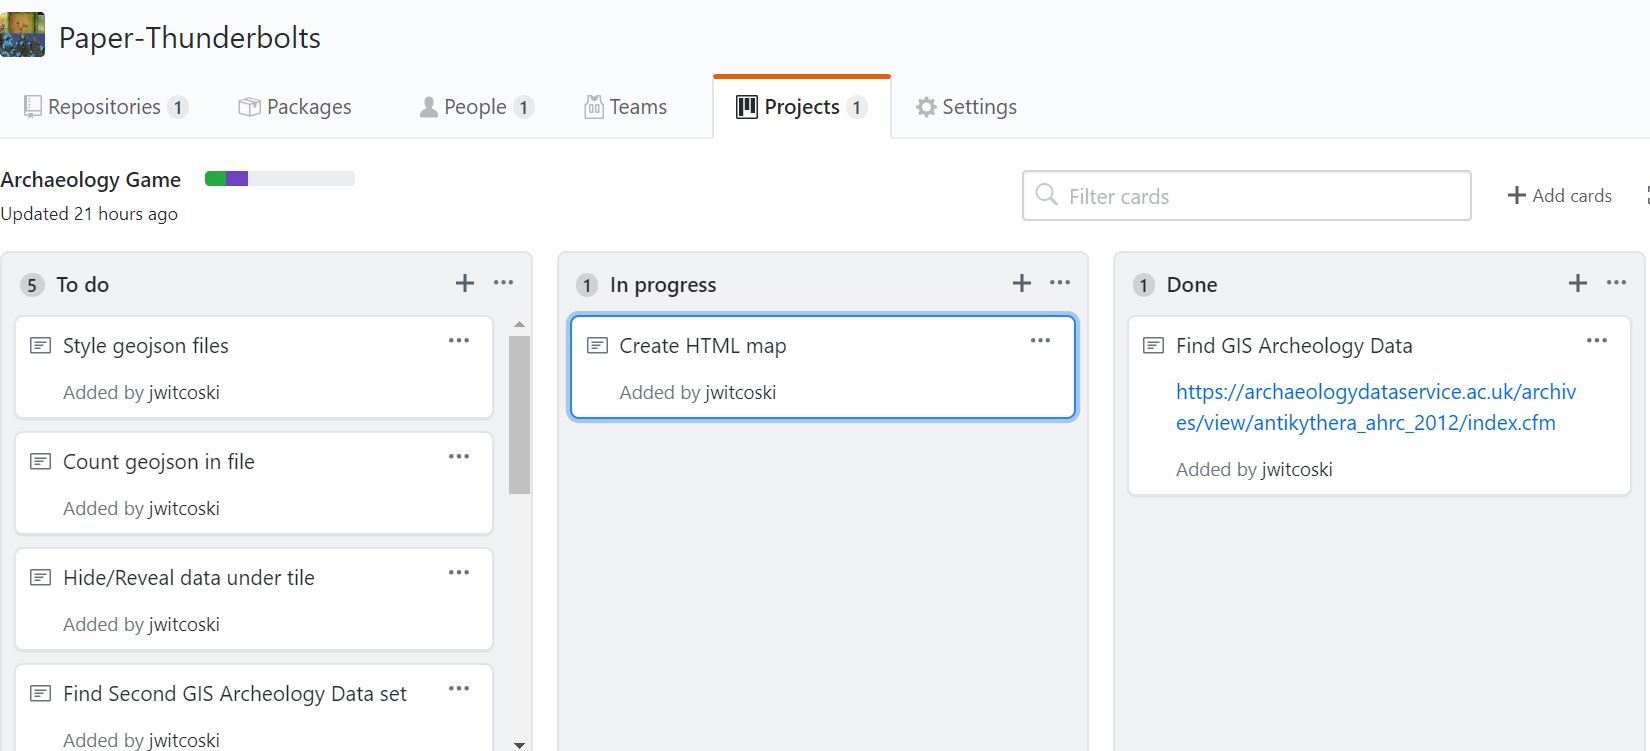 Paper-Thunderbolts
Repositories 1
Packages
People 1
Teams
Projects 1
Settings
Archaeology Game
Updated 21 hours ago
Filter cards
Add cards
5 To do
Style geojson files
Added by jwitcoski
Count geojson in file
Added by jwitcoski
Hide/Reveal data under tile
Added by jwitcoski
Find Second GIS Archeology Data set
Added by jwitcoski
1 In progress
Create HTML map
Added by jwitcoski
1 Done
Find GIS Archeology Data
https://archaeologydataservice.ac.uk/archiv
es/view/antikythera_ahrc_2012/index.cfm
Added by jwitcoski